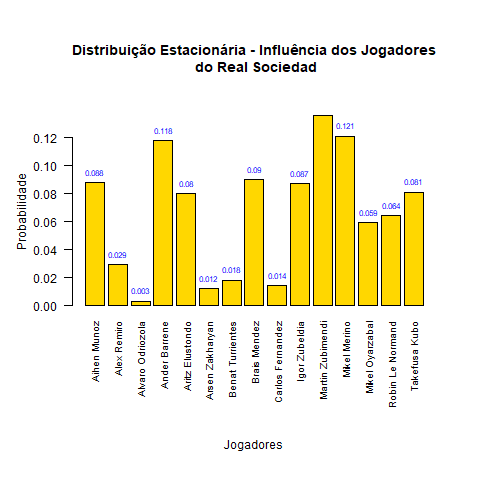 Distribuição Estacionária - Influência dos Jogadores
do Real Sociedad
Probabilidade
0.12
0.10
0.08
0.06
0.04
0.02
0.00
0.088
0.029
0.003
0.118
0.08
0.012
0.018
0.09
0.014
0.087
0.121
0.059
0.064
0.081
Aihen Munoz
Alex Remiro
Alvaro Odriozola
Ander Barrene
Aritz Elustondo
Arsen Zakharyan
Benat Turrientes
Brais Mendez
Carlos Fernandez
Igor Zubeldia
Martin Zubimendi
Mikel Merino
Mikel Oyarzabal
Robin Le Normand
Takefusa Kubo
Jogadores